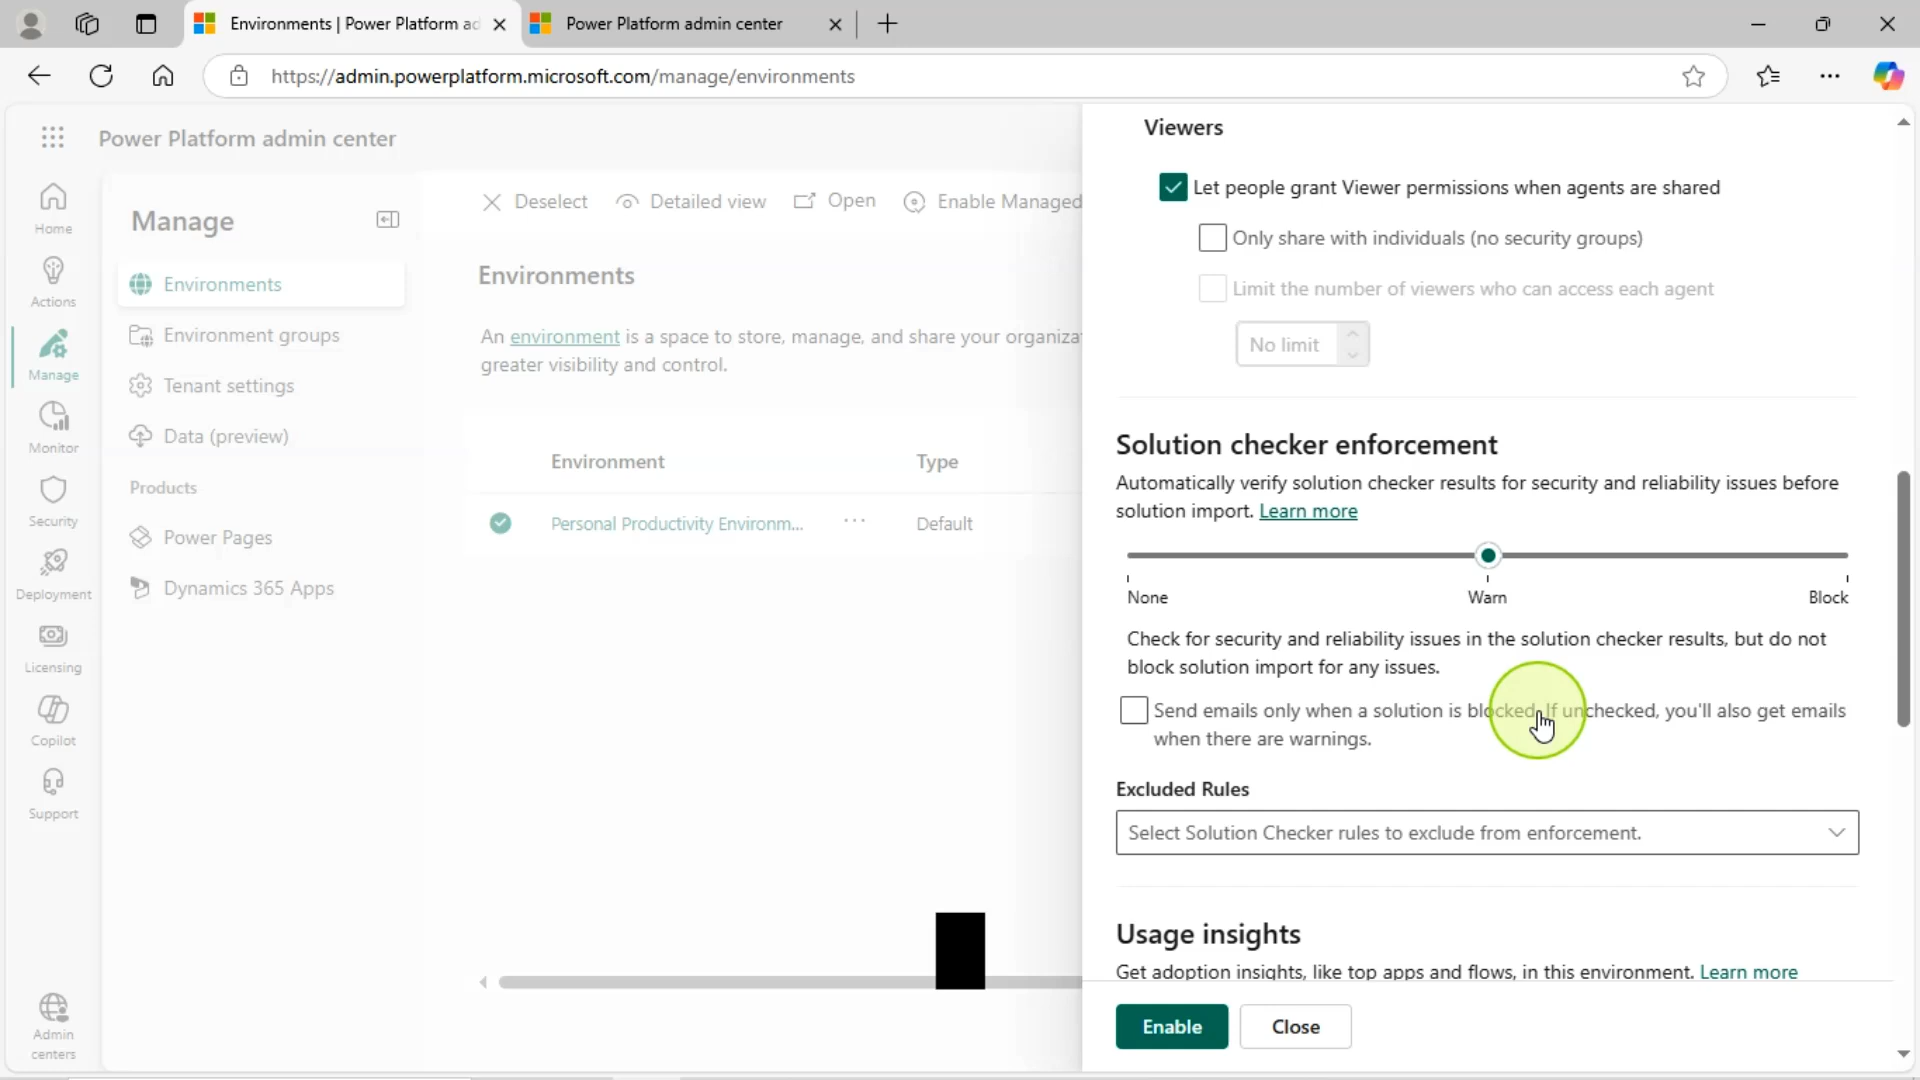 Environments | Power Platform ad
Power Platform admin center
https://admin.powerplatform.microsoft.com/manage/environments
Power Platform admin center
Home
Actions
Manage
Monitor
Security
Deployment
Licensing
Copilot
Support
Admin
centers
Manage
Environments
Environment groups
Tenant settings
Data (preview)
Products
Power Pages
Dynamics 365 Apps
Deselect
Detailed view
Open
Enable Managed
Environments
An environment is a space to store, manage, and share your organizat
greater visibility and control.
Environment Type
Personal Productivity Environm... ... Default
Viewers
Let people grant Viewer permissions when agents are shared
Only share with individuals (no security groups)
Limit the number of viewers who can access each agent
No limit
Solution checker enforcement
Automatically verify solution checker results for security and reliability issues before
solution import. Learn more
None Warn Block
Check for security and reliability issues in the solution checker results, but do not
block solution import for any issues.
Send emails only when a solution is blocked. If unchecked, you'll also get emails
when there are warnings.
Excluded Rules
Select Solution Checker rules to exclude from enforcement.
Usage insights
Get adoption insights, like top apps and flows, in this environment. Learn more
Enable
Close